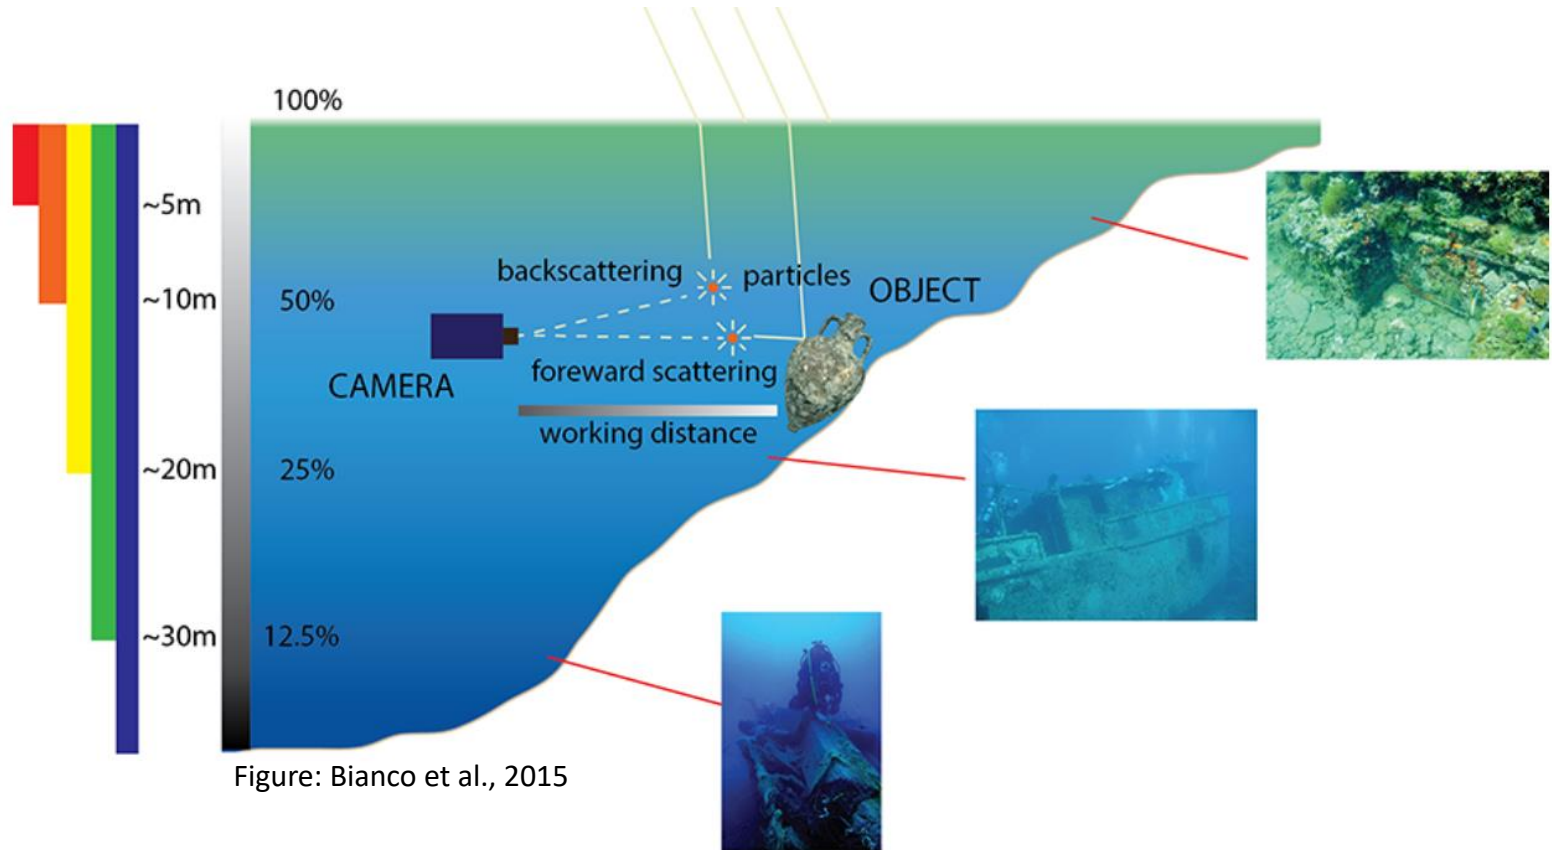 100%
~5m
backscattering
particles
OBJECT
~10m
50%
CAMERA
foreward scattering
working distance
~20m
25%
~30m
12.5%
Figure: Bianco et al., 2015